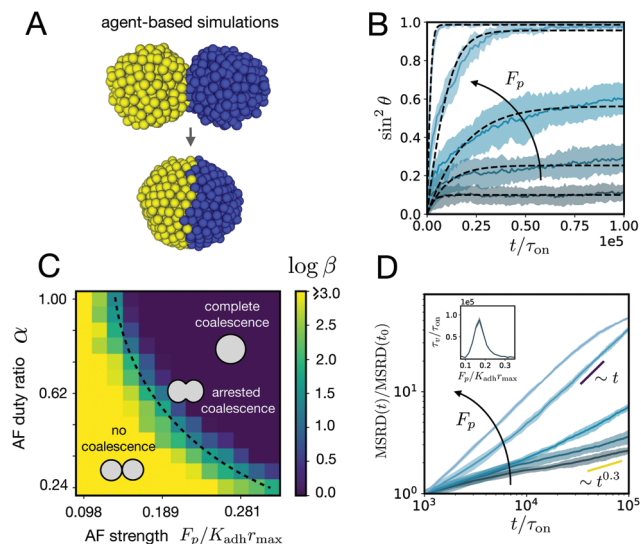 A
agent-based simulations
B
sin² θ
1.0
0.8
0.6
0.4
0.2
0.0
F_p
0.00
0.25
0.50
0.75
1.00
1e5
t/τ_on
C
log β
AF duty ratio α
1.00
0.62
0.24
complete
coalescence
arrested
coalescence
no
coalescence
0.098
0.189
0.281
AF strength F_p/K_adh r_max
>3.0
2.5
2.0
1.5
1.0
0.5
0.0
D
MSRD(t)/MSRD(t₀)
10¹
10⁰
1e5
τ_v/τ_on
1.0
0.5
0.0
0.1
0.2
0.3
F_p/K_adh r_max
F_p
~ t
~ t^0.3
10³
10⁴
10⁵
t/τ_on